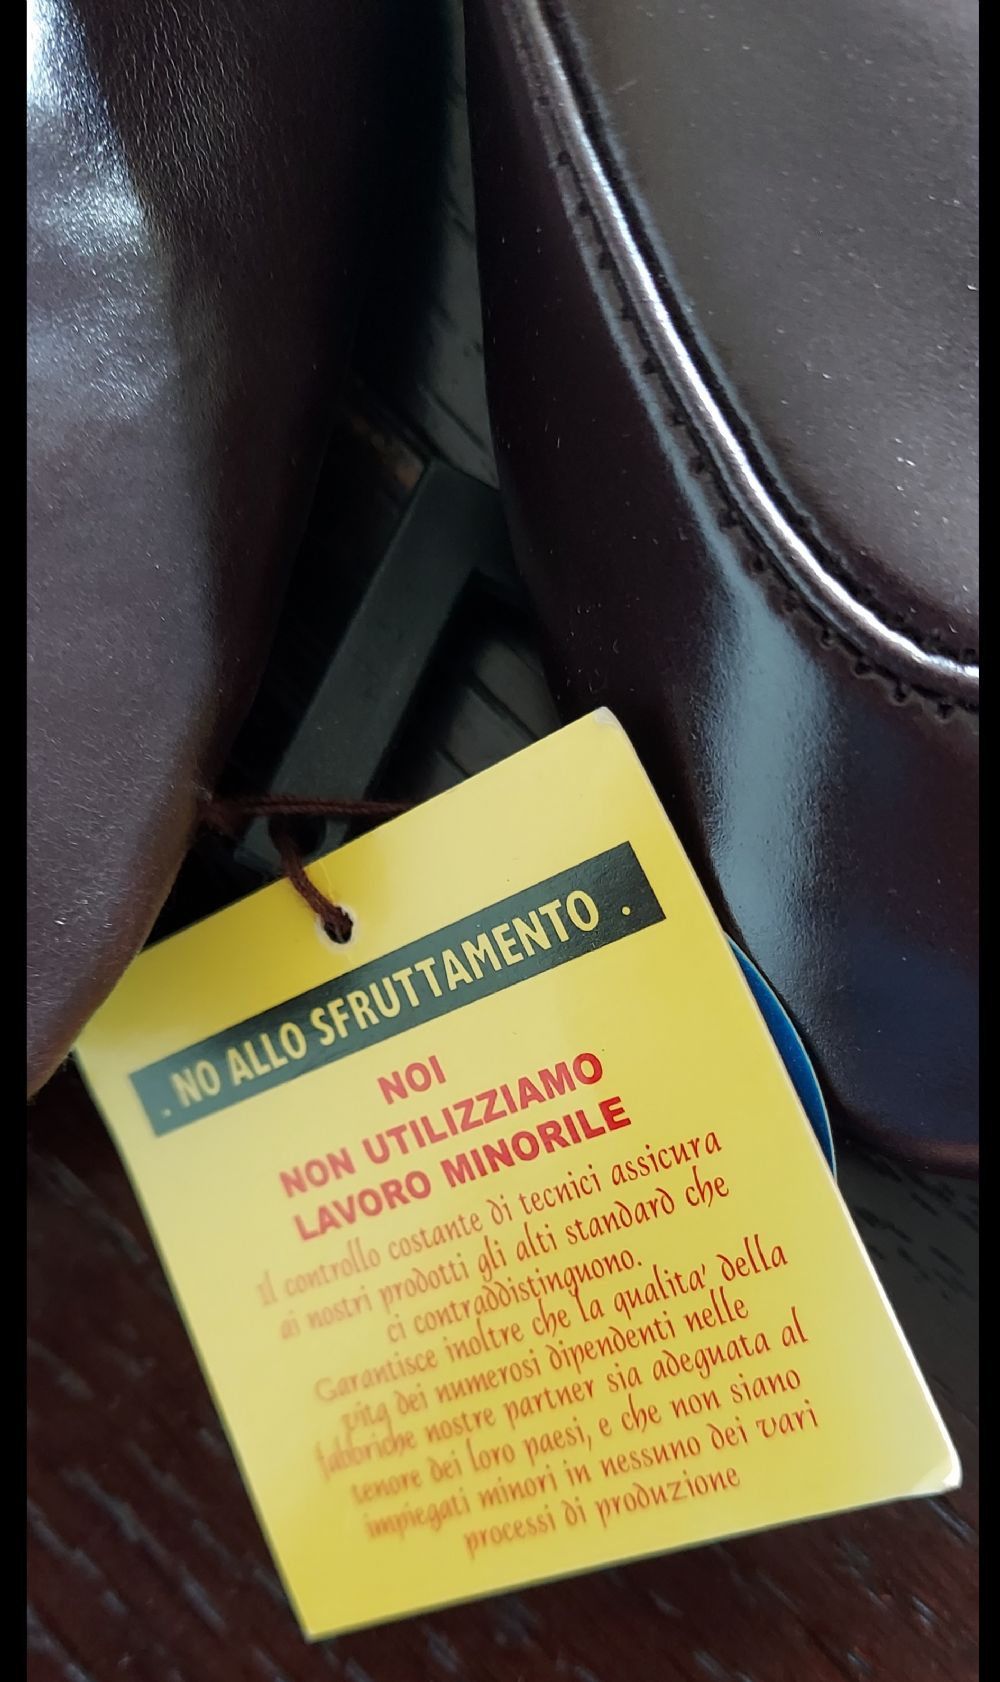 . NO ALLO SFRUTTAMENTO .
NOI
NON UTILIZZIAMO
LAVORO MINORILE
Il controllo costante di tecnici assicura
ai nostri prodotti gli alti standard che
ci contraddistinguono.
Garantisce inoltre che la qualita' della
vita dei numerosi dipendenti nelle
fabbriche nostre partner sia adeguata al
tenore dei loro paesi, e che non siano
impiegati minori in nessuno dei vari
processi di produzione